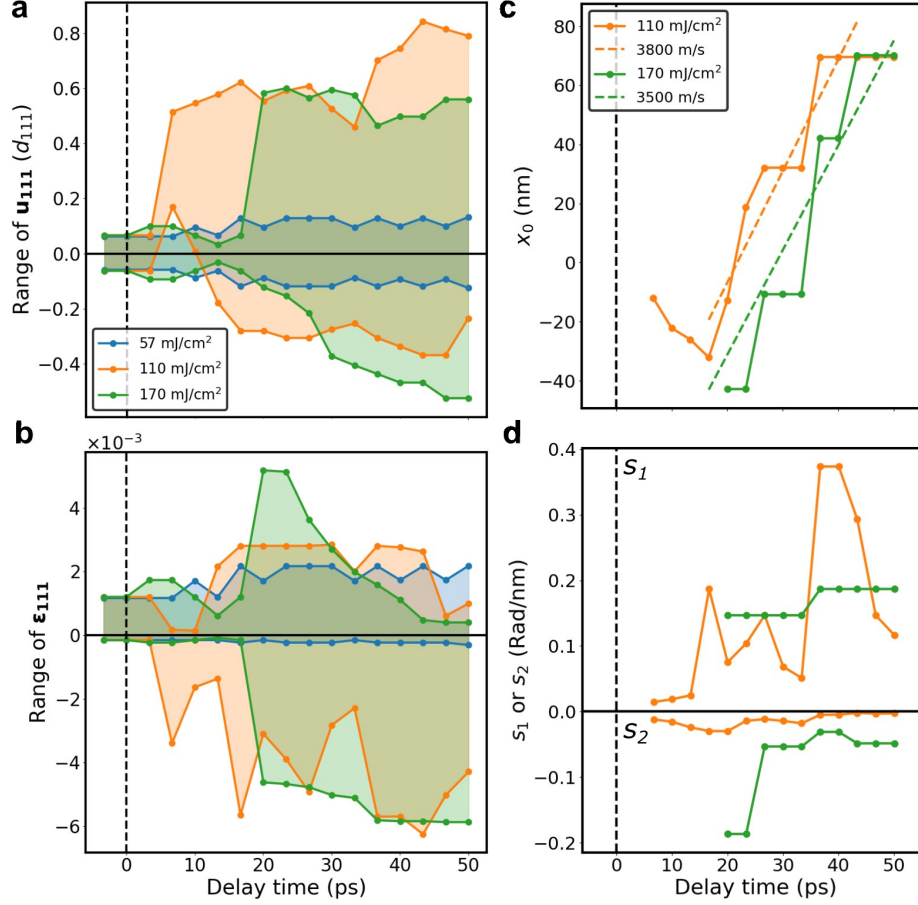 a
Range of u₁₁₁ (d₁₁₁)
0.8
0.6
0.4
0.2
0.0
−0.2
−0.4
57 mJ/cm²
110 mJ/cm²
170 mJ/cm²
b
×10⁻³
Range of ε₁₁₁
4
2
0
−2
−4
−6
0 10 20 30 40 50
Delay time (ps)
c
x₀ (nm)
80
60
40
20
0
−20
−40
110 mJ/cm²
3800 m/s
170 mJ/cm²
3500 m/s
d
s₁ or s₂ (Rad/nm)
0.4
0.3
0.2
0.1
0.0
−0.1
−0.2
s₁
s₂
0 10 20 30 40 50
Delay time (ps)